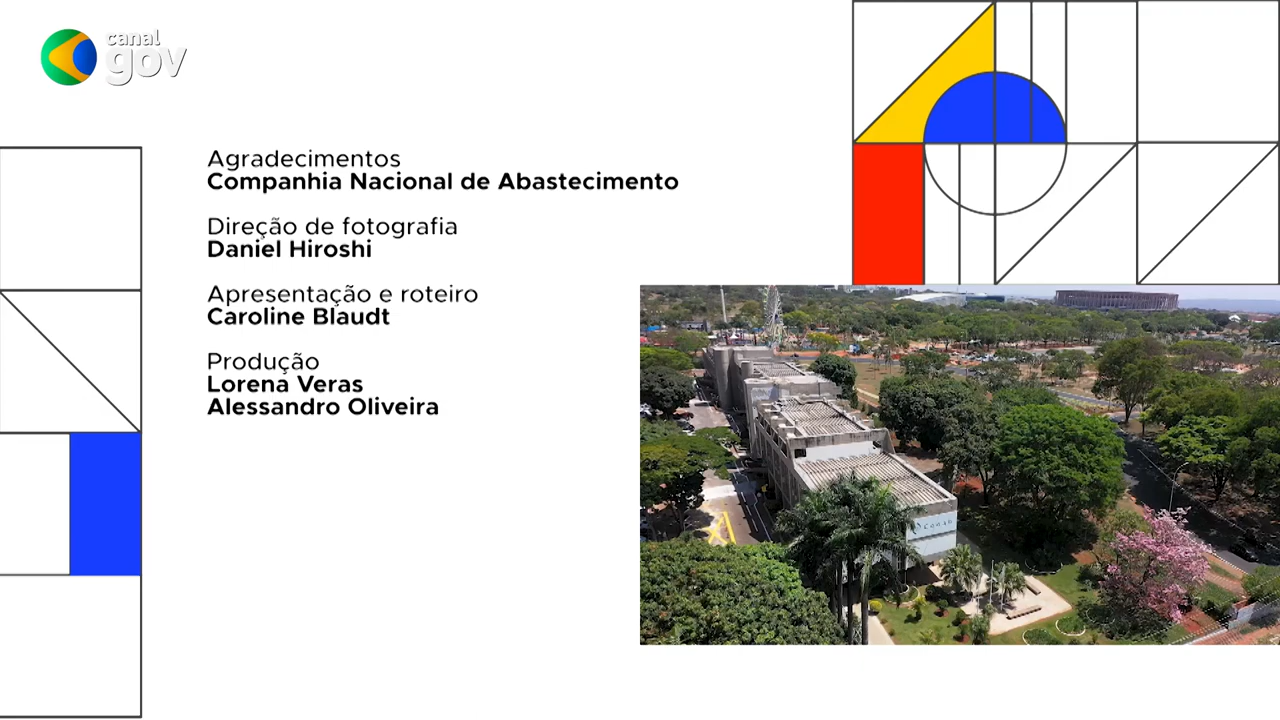 canal
gov
Agradecimentos
Companhia Nacional de Abastecimento
Direção de fotografia
Daniel Hiroshi
Apresentação e roteiro
Caroline Blaudt
Produção
Lorena Veras
Alessandro Oliveira
Conab